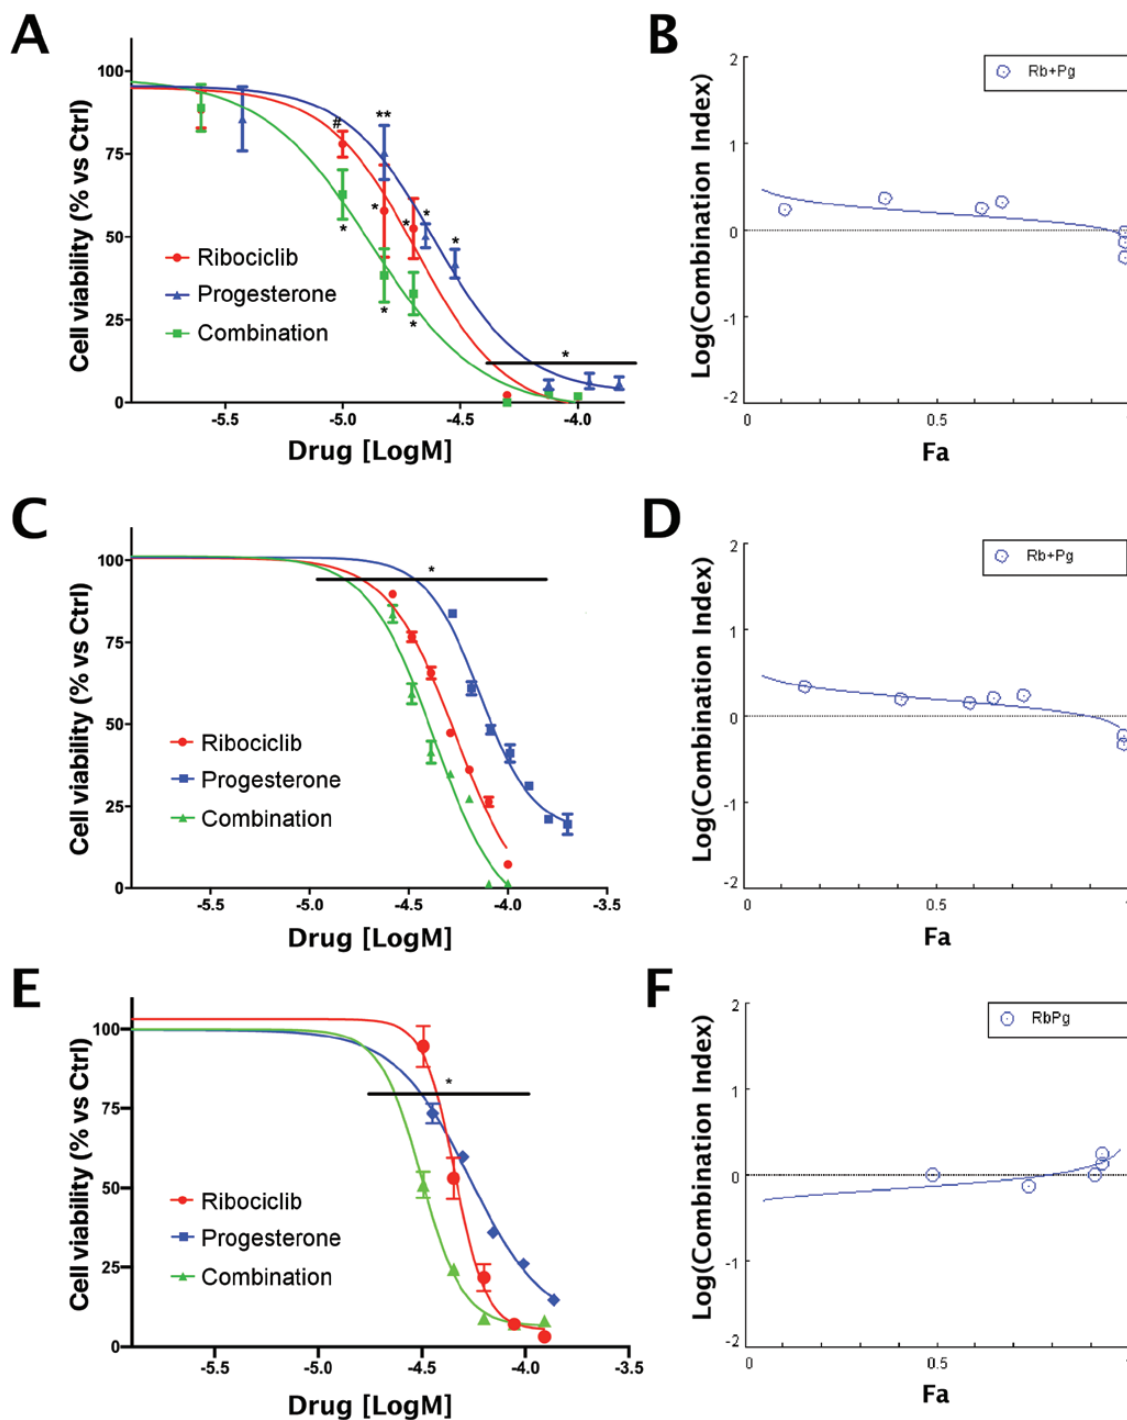 A
Cell viability (% vs Ctrl)
100
75
50
25
0
#
**
*
*
*
*
*
*
*
*
Ribociclib
Progesterone
Combination
-5.5
-5.0
-4.5
-4.0
Drug [LogM]
B
Log(Combination Index)
2
1
0
-1
-2
Rb+Pg
0
0.5
1
Fa
C
Cell viability (% vs Ctrl)
100
75
50
25
0
*
Ribociclib
Progesterone
Combination
-5.5
-5.0
-4.5
-4.0
-3.5
Drug [LogM]
D
Log(Combination Index)
2
1
0
-1
-2
Rb+Pg
0
0.5
1
Fa
E
Cell viability (% vs Ctrl)
100
75
50
25
0
*
Ribociclib
Progesterone
Combination
-5.5
-5.0
-4.5
-4.0
-3.5
Drug [LogM]
F
Log(Combination Index)
2
1
0
-1
-2
RbPg
0
0.5
1
Fa